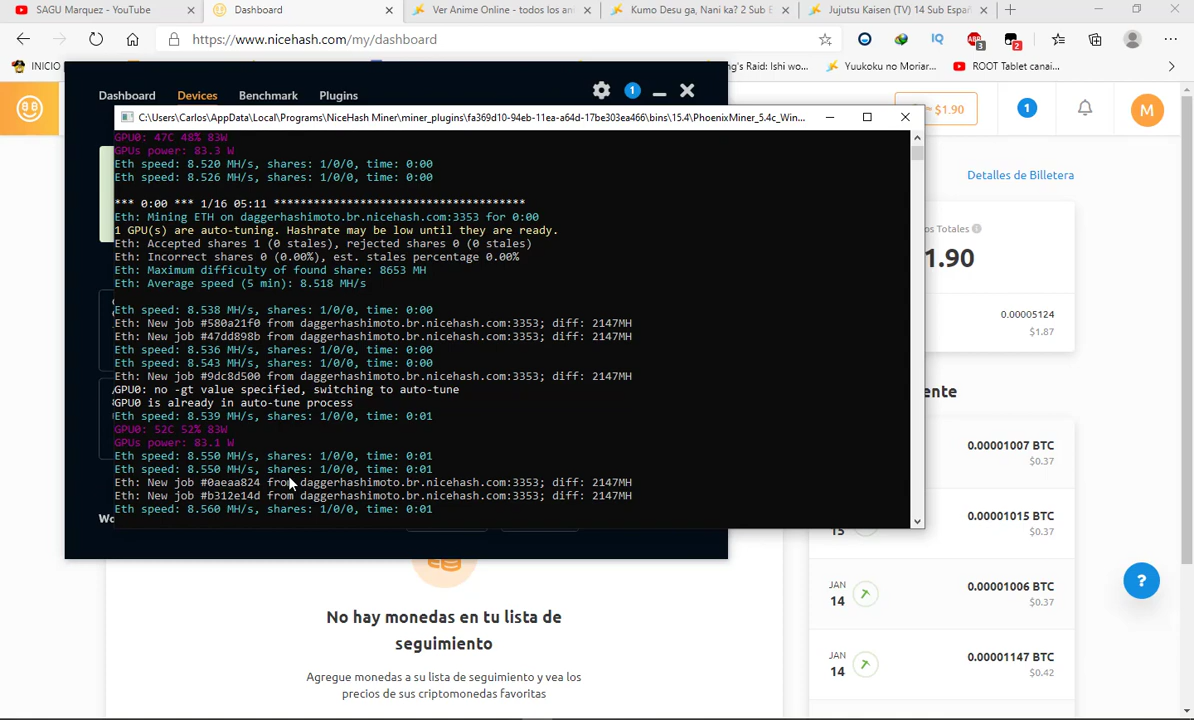 SAGU Marquez - YouTube
Dashboard
Ver Anime Online - todos los an
Kumo Desu ga, Nani ka? 2 Sub E
Jujutsu Kaisen (TV) 14 Sub Españ
https://www.nicehash.com/my/dashboard
IQ
ABP
3
2
INICIO
ng's Raid: Ishi wo...
Yuukoku no Moriar...
ROOT Tablet canai...
Dashboard
Devices
Benchmark
Plugins
1
$1.90
1
M
C:\Users\Carlos\AppData\Local\Programs\NiceHash Miner\miner_plugins\fa369d10-94eb-11ea-a64d-17be303ea466\bins\15.4\PhoenixMiner_5.4c_Win...
GPU0: 47C 48% 83W
GPUs power: 83.3 W
Eth speed: 8.520 MH/s, shares: 1/0/0, time: 0:00
Eth speed: 8.526 MH/s, shares: 1/0/0, time: 0:00
*** 0:00 *** 1/16 05:11 **************************************
Eth: Mining ETH on daggerhashimoto.br.nicehash.com:3353 for 0:00
1 GPU(s) are auto-tuning. Hashrate may be low until they are ready.
Eth: Accepted shares 1 (0 stales), rejected shares 0 (0 stales)
Eth: Incorrect shares 0 (0.00%), est. stales percentage 0.00%
Eth: Maximum difficulty of found share: 8653 MH
Eth: Average speed (5 min): 8.518 MH/s
Eth speed: 8.538 MH/s, shares: 1/0/0, time: 0:00
Eth: New job #580a21f0 from daggerhashimoto.br.nicehash.com:3353; diff: 2147MH
Eth: New job #47dd898b from daggerhashimoto.br.nicehash.com:3353; diff: 2147MH
Eth speed: 8.536 MH/s, shares: 1/0/0, time: 0:00
Eth speed: 8.543 MH/s, shares: 1/0/0, time: 0:00
Eth: New job #9dc8d500 from daggerhashimoto.br.nicehash.com:3353; diff: 2147MH
GPU0: no -gt value specified, switching to auto-tune
GPU0 is already in auto-tune process
Eth speed: 8.539 MH/s, shares: 1/0/0, time: 0:01
GPU0: 52C 52% 83W
GPUs power: 83.1 W
Eth speed: 8.550 MH/s, shares: 1/0/0, time: 0:01
Eth speed: 8.550 MH/s, shares: 1/0/0, time: 0:01
Eth: New job #0aeaa824 from daggerhashimoto.br.nicehash.com:3353; diff: 2147MH
Eth: New job #b312e14d from daggerhashimoto.br.nicehash.com:3353; diff: 2147MH
Eth speed: 8.560 MH/s, shares: 1/0/0, time: 0:01
Detalles de Billetera
os Totales
1.90
0.00005124
$1.87
ente
0.00001007 BTC
$0.37
15
0.00001015 BTC
$0.37
JAN
14
0.00001006 BTC
$0.37
JAN
14
0.00001147 BTC
$0.42
?
No hay monedas en tu lista de
seguimiento
Agregue monedas a su lista de seguimiento y vea los
precios de sus criptomonedas favoritas